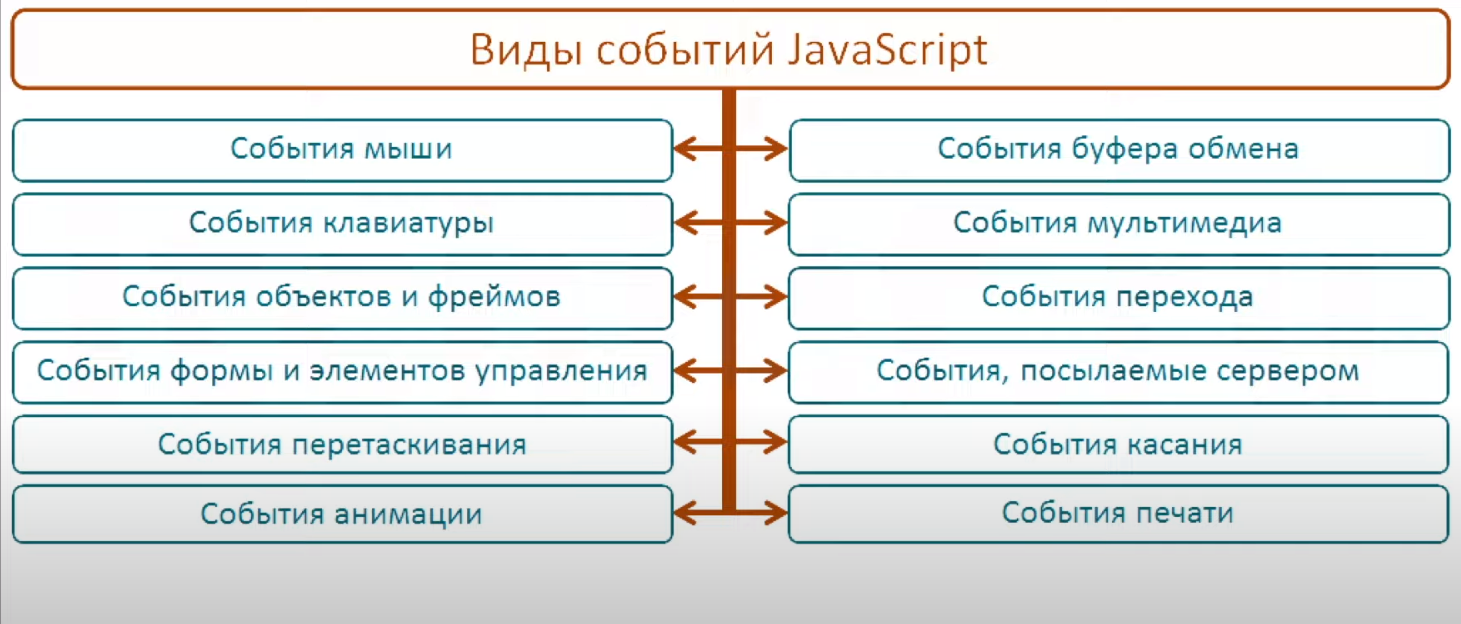 Виды событий JavaScript
События мыши
События буфера обмена
События клавиатуры
События мультимедиа
События объектов и фреймов
События перехода
События формы и элементов управления
События, посылаемые сервером
События перетаскивания
События касания
События анимации
События печати